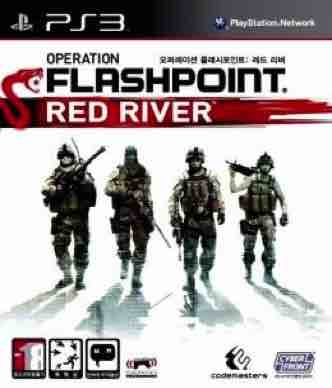 PS3
PlayStation.Network
OPERATION
오퍼레이션 플래시포인트: 레드 리버
FLASHPOINT.
RED RIVER™
18
codemasters
CYBER
FRONT